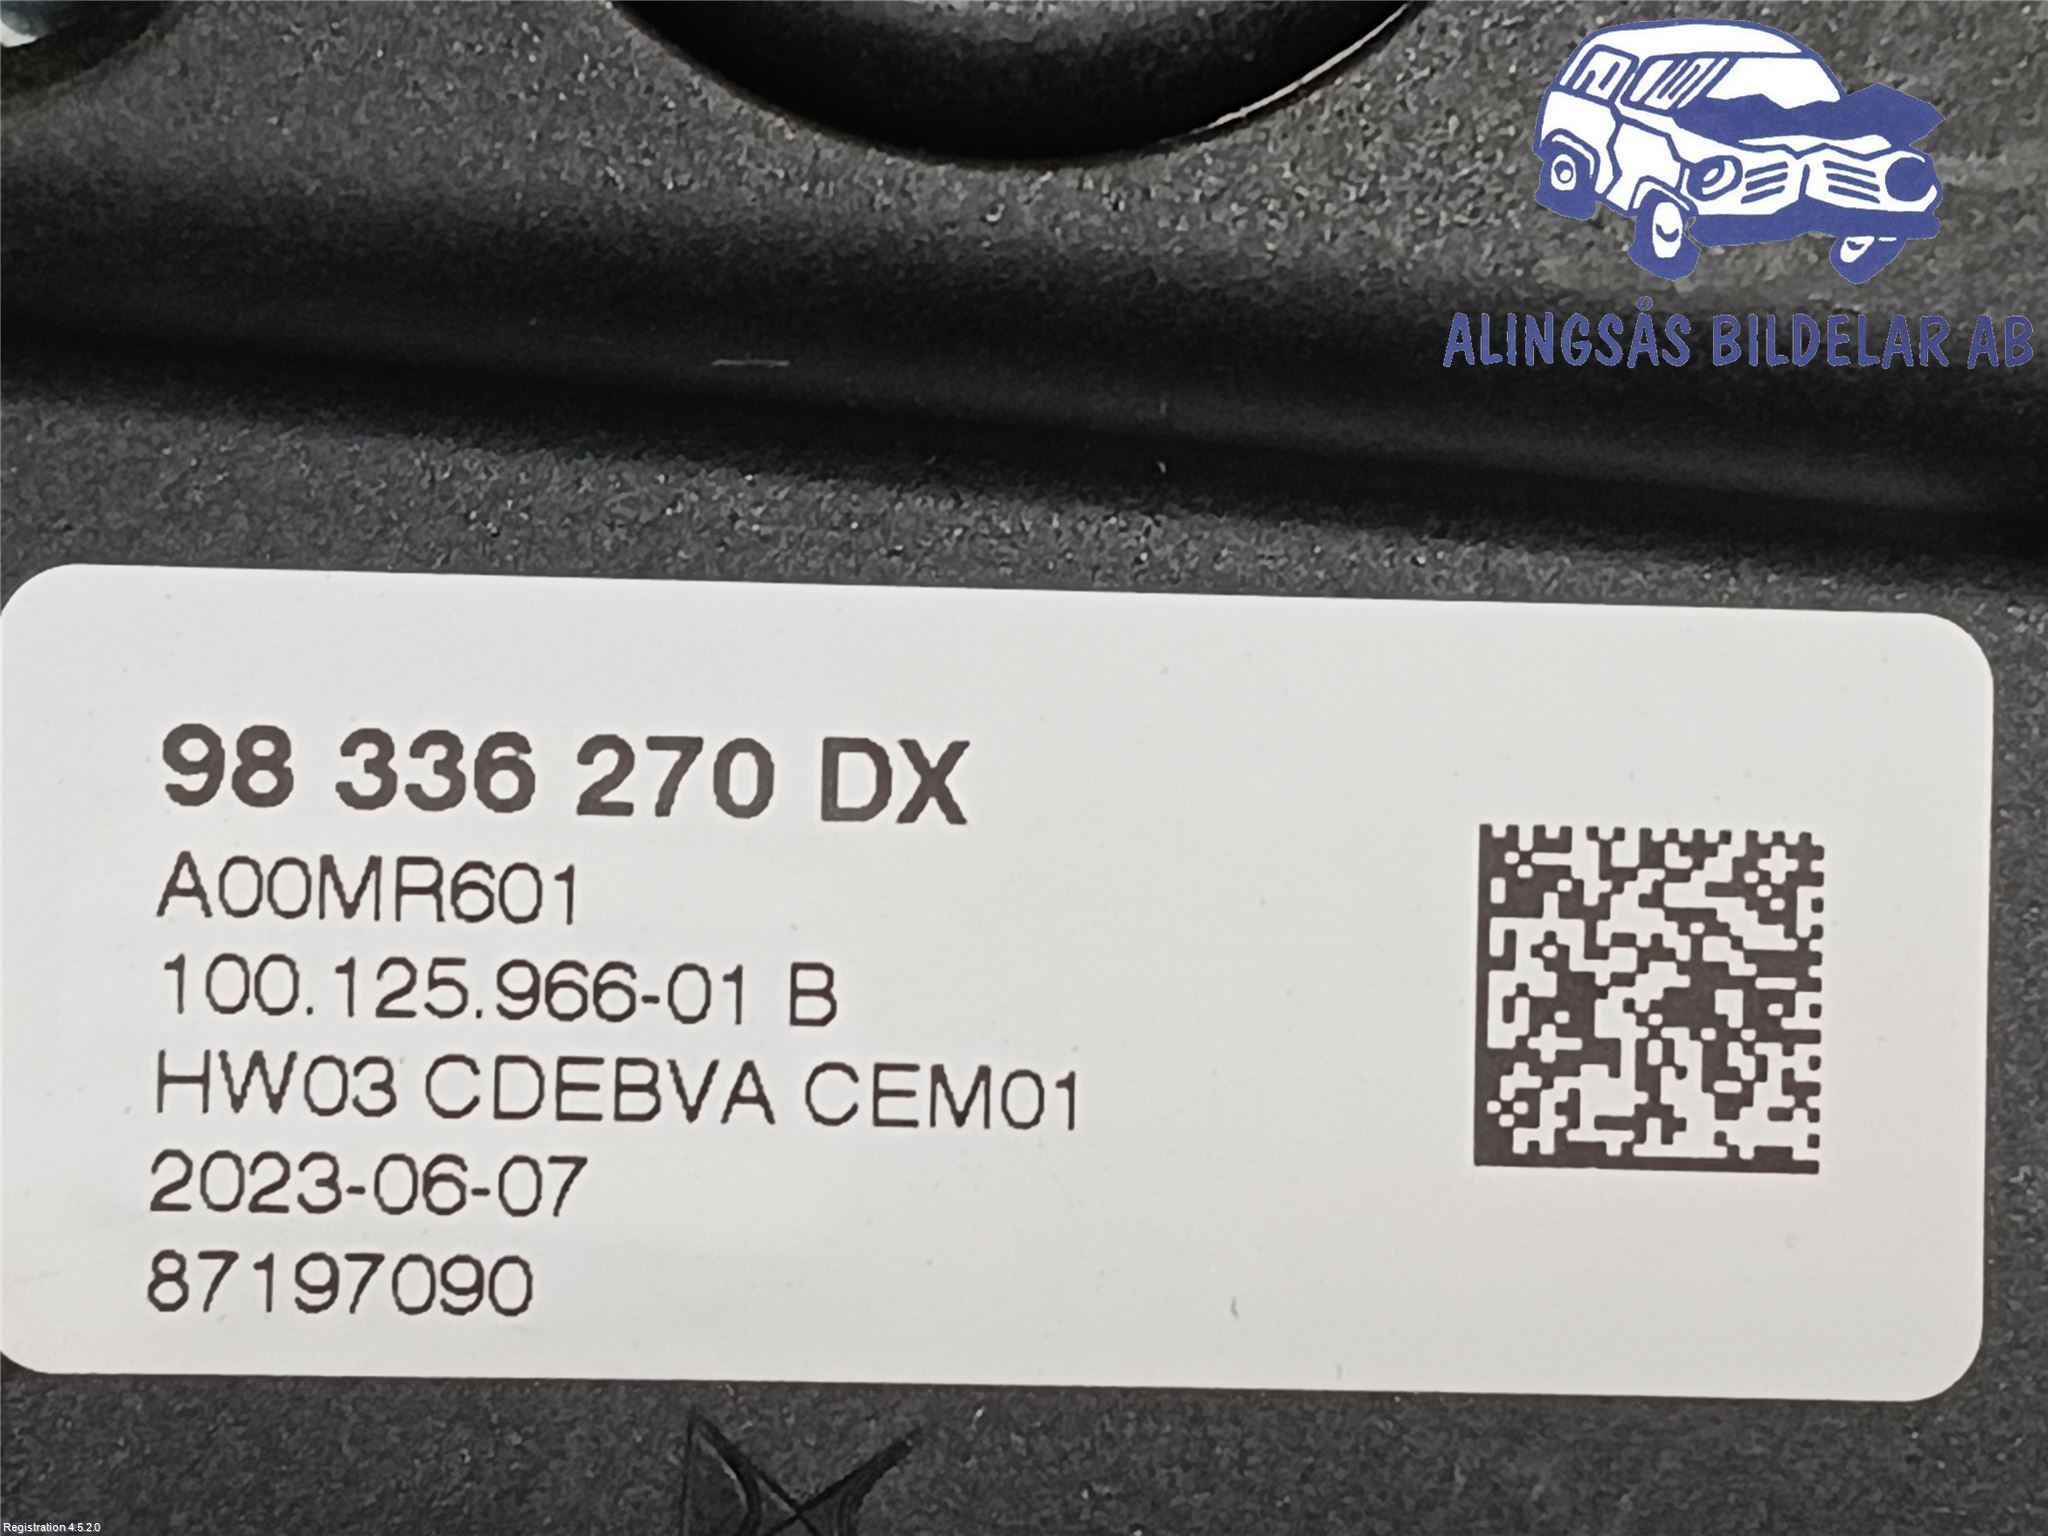 ALINGSÅS BILDELAR AB
98 336 270 DX
A00MR601
100.125.966-01 B
HW03 CDEBVA CEM01
2023-06-07
87197090
Registration 4.5.2.0